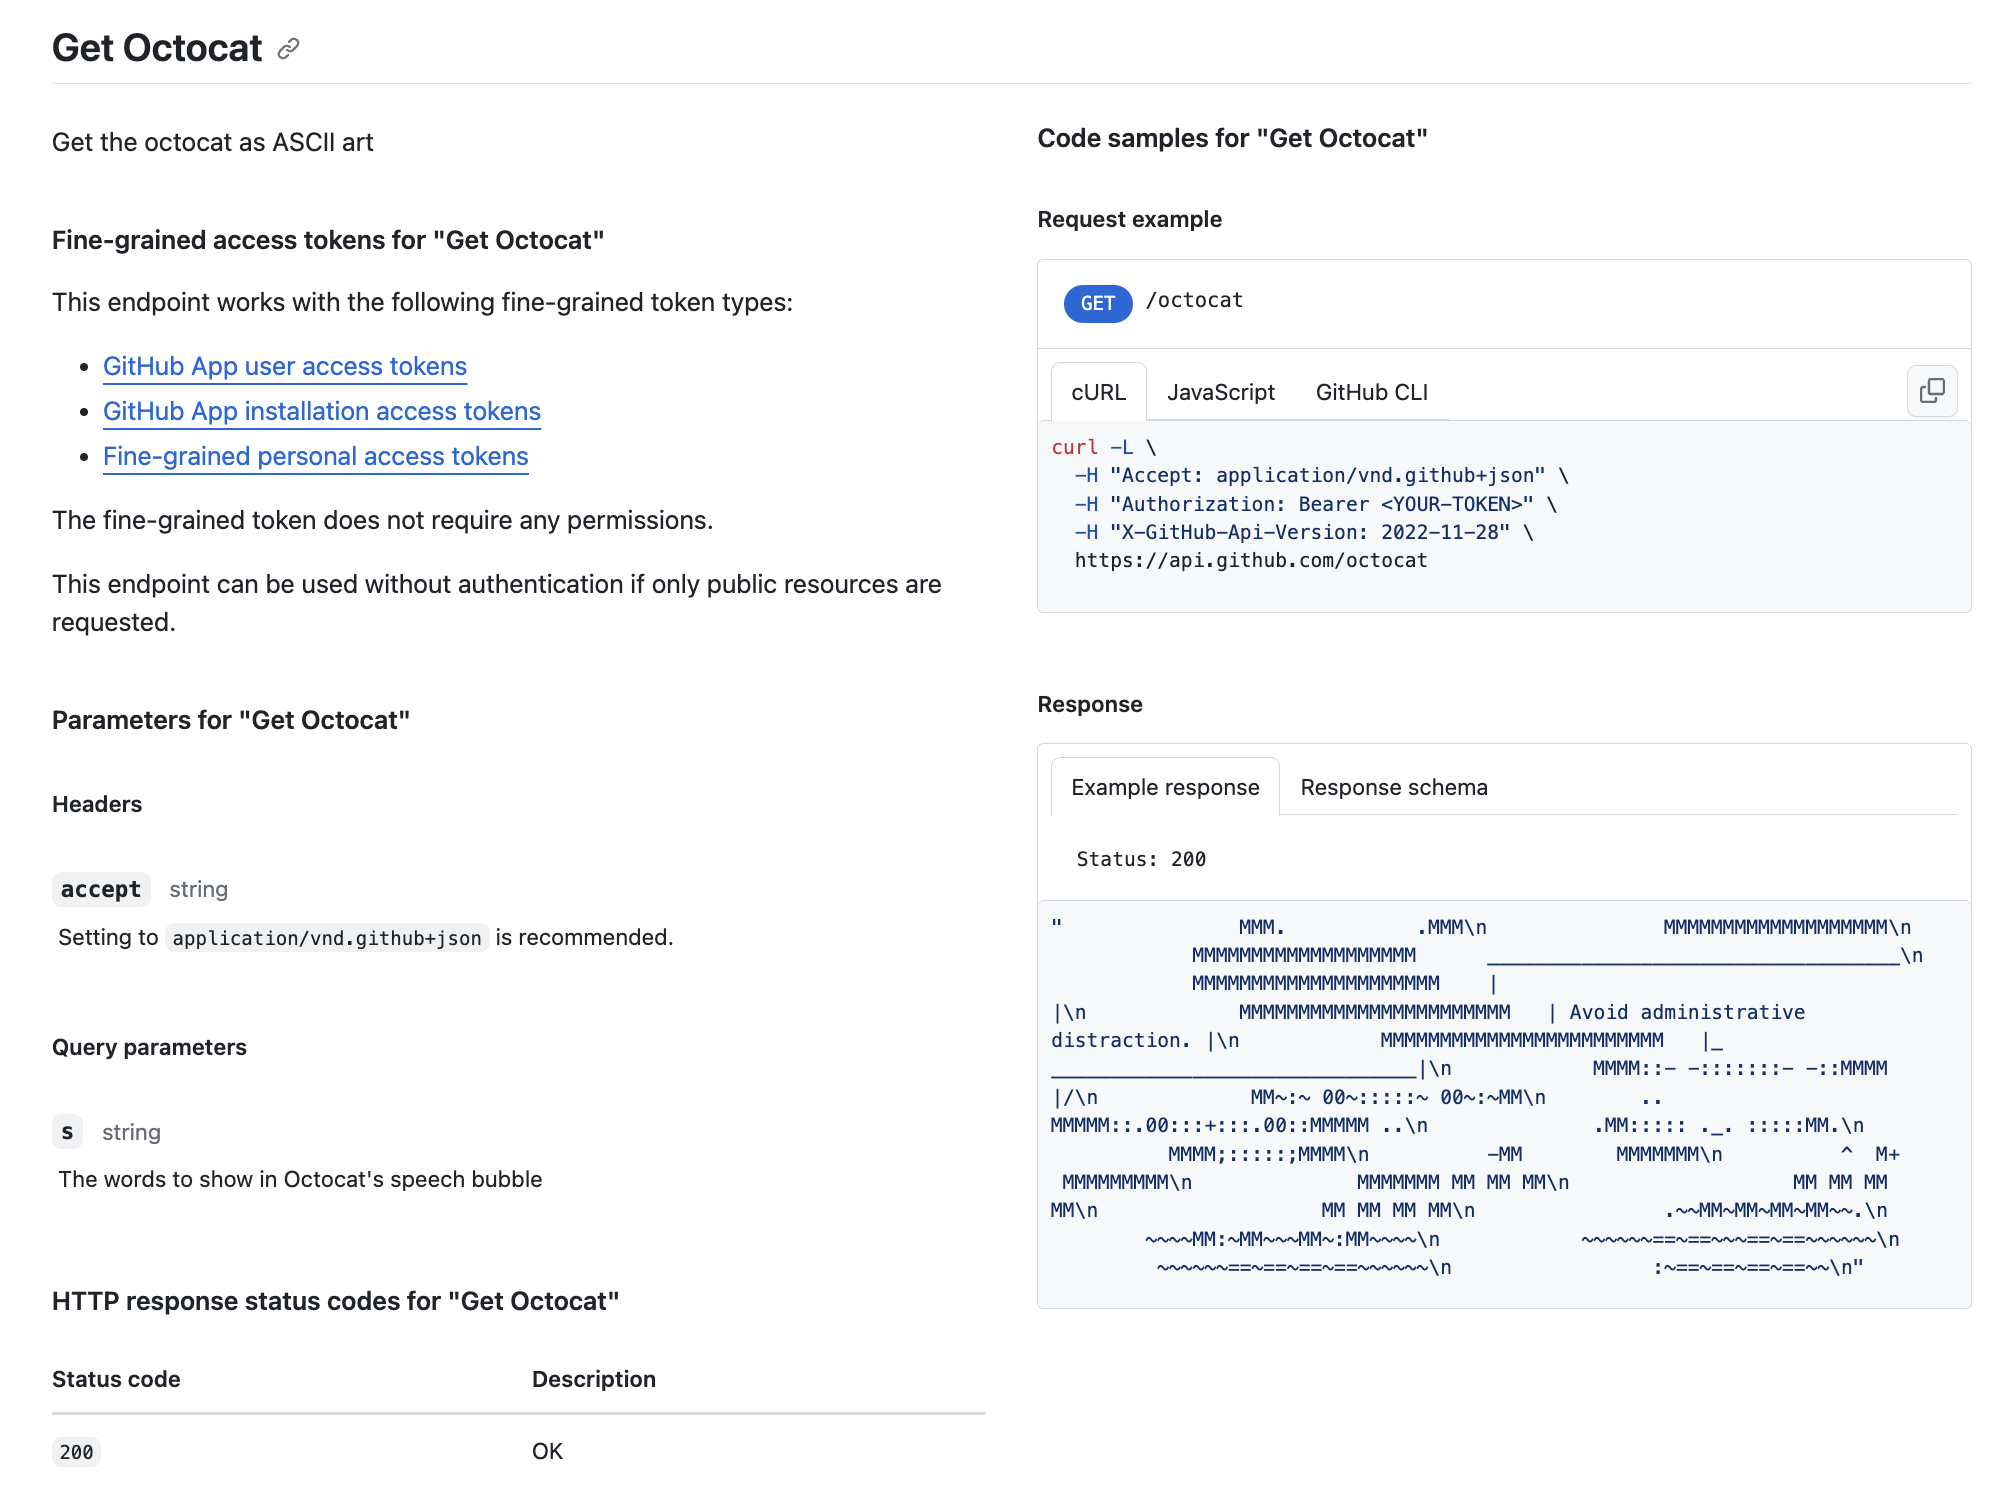 Get Octocat
Get the octocat as ASCII art
Fine-grained access tokens for "Get Octocat"
This endpoint works with the following fine-grained token types:
• GitHub App user access tokens
• GitHub App installation access tokens
• Fine-grained personal access tokens
The fine-grained token does not require any permissions.
This endpoint can be used without authentication if only public resources are
requested.
Parameters for "Get Octocat"
Headers
accept string
Setting to application/vnd.github+json is recommended.
Query parameters
s string
The words to show in Octocat's speech bubble
HTTP response status codes for "Get Octocat"
Status code Description
200 OK
Code samples for "Get Octocat"
Request example
GET /octocat
cURL JavaScript GitHub CLI
curl -L \
  -H "Accept: application/vnd.github+json" \
  -H "Authorization: Bearer <YOUR-TOKEN>" \
  -H "X-GitHub-Api-Version: 2022-11-28" \
  https://api.github.com/octocat
Response
Example response Response schema
Status: 200
"               MMM.           .MMM\n               MMMMMMMMMMMMMMMMMMM\n
            MMMMMMMMMMMMMMMMMMM      ___________________________________\n
            MMMMMMMMMMMMMMMMMMMMM    |
|\n             MMMMMMMMMMMMMMMMMMMMMMM   | Avoid administrative
distraction. |\n            MMMMMMMMMMMMMMMMMMMMMMMM   |_
_______________________________|\n            MMMM::- -:::::::- -::MMMM
|/\n             MM~:~ 00~:::::~ 00~:~MM\n        ..
MMMMM::.00:::+:::.00::MMMMM ..\n              .MM::::: ._. :::::MM.\n
          MMMM;:::::;MMMM\n          -MM        MMMMMMM\n          ^  M+
 MMMMMMMMM\n              MMMMMMM MM MM MM\n                   MM MM MM
MM\n                   MM MM MM MM\n                .~~MM~MM~MM~MM~~.\n
        ~~~~MM:~MM~~~MM~:MM~~~~\n            ~~~~~~==~==~~~==~==~~~~~~\n
         ~~~~~~==~==~==~==~~~~~~\n                 :~==~==~==~==~~\n"